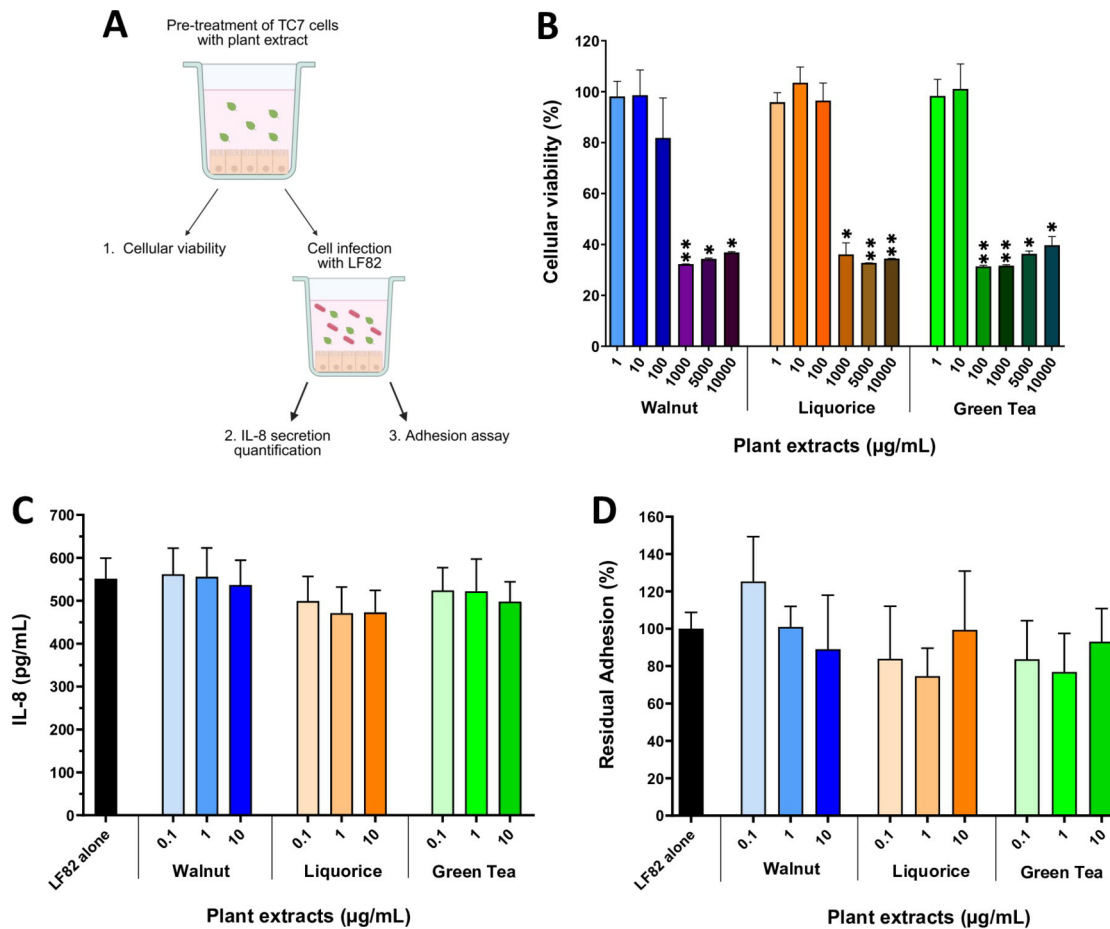 A
Pre-treatment of TC7 cells
with plant extract
1. Cellular viability
Cell infection
with LF82
2. IL-8 secretion
quantification
3. Adhesion assay
B
Cellular viability (%)
120
100
80
60
40
20
0
** * * * ** ** ** ** * *
1 10 100 1000 5000 10000 1 10 100 1000 5000 10000 1 10 100 1000 5000 10000
Walnut Liquorice Green Tea
Plant extracts (µg/mL)
C
IL-8 (pg/mL)
700
600
500
400
300
200
100
0
LF82 alone 0.1 1 10 0.1 1 10 0.1 1 10
Walnut Liquorice Green Tea
Plant extracts (µg/mL)
D
Residual Adhesion (%)
160
140
120
100
80
60
40
20
0
LF82 alone 0.1 1 10 0.1 1 10 0.1 1 10
Walnut Liquorice Green Tea
Plant extracts (µg/mL)